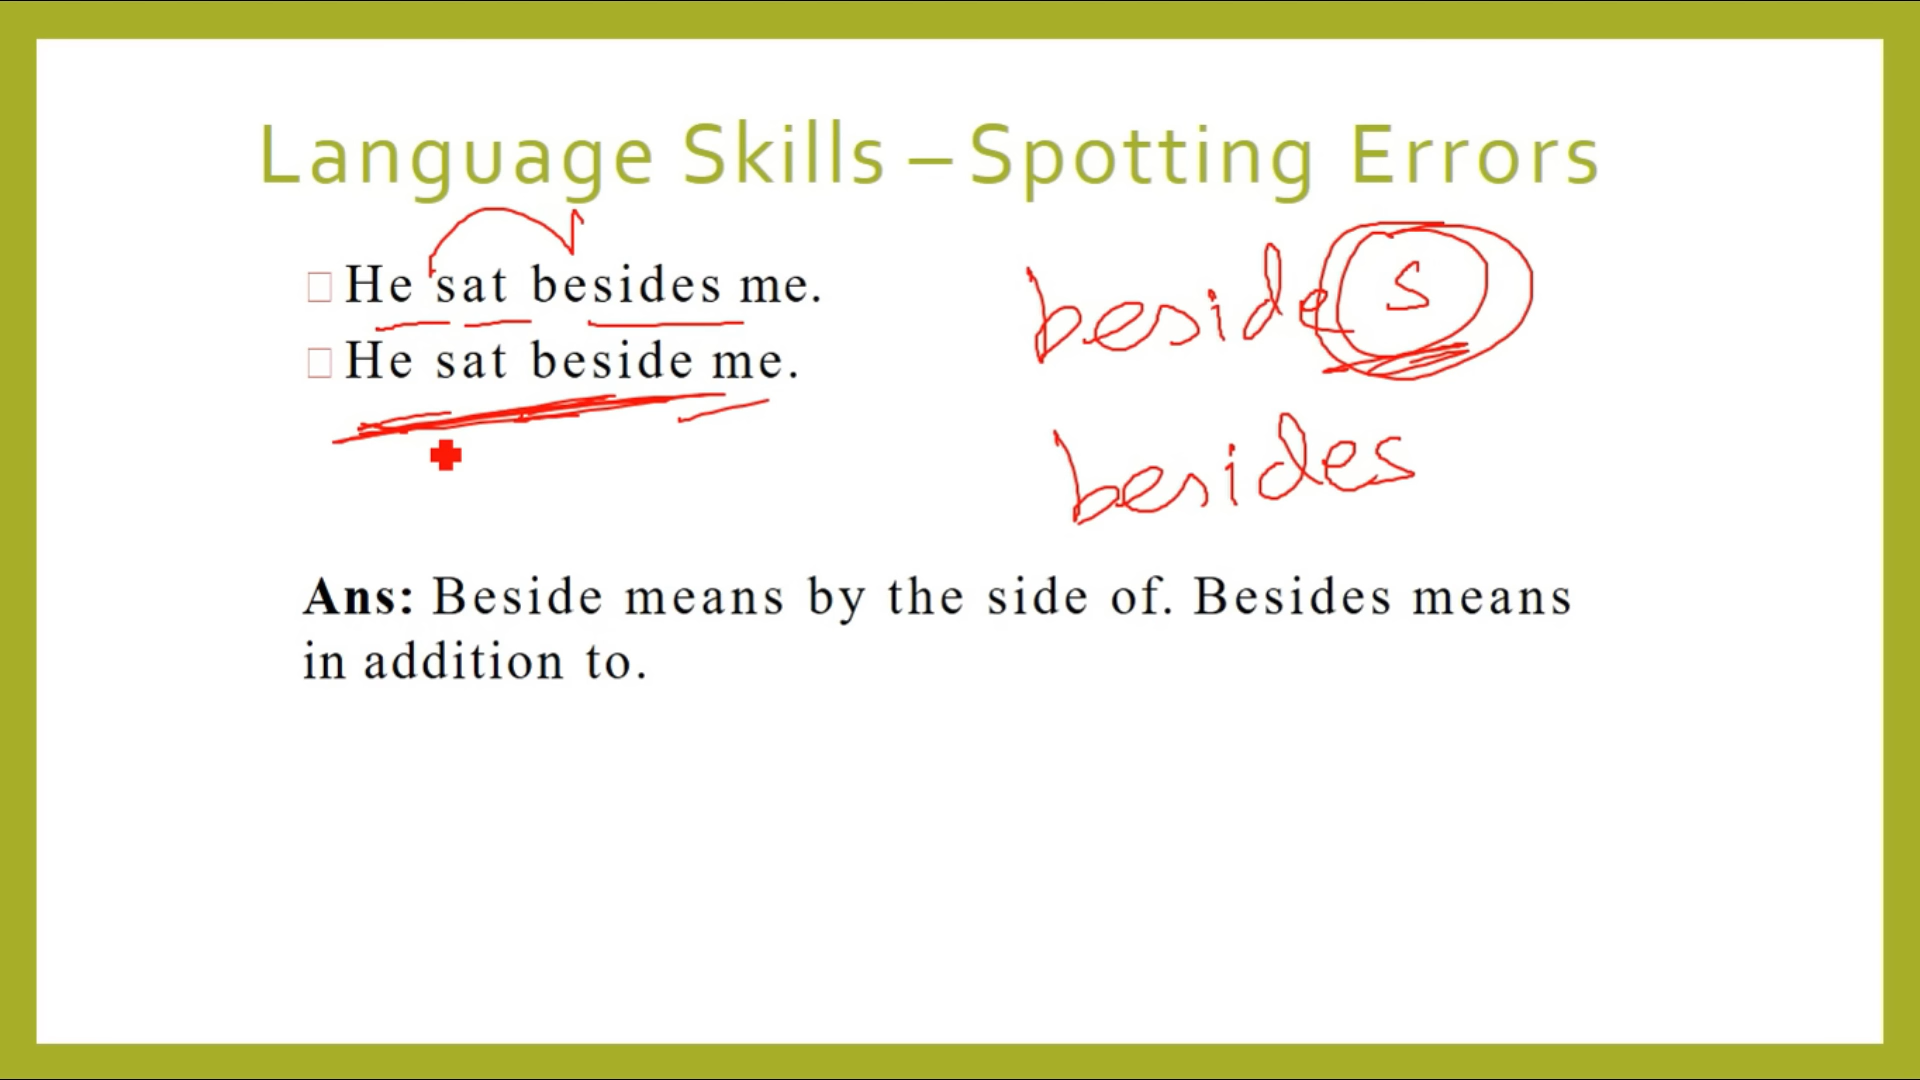 Language Skills – Spotting Errors
He sat besides me.
He sat beside me.
besides
besides
Ans: Beside means by the side of. Besides means
in addition to.